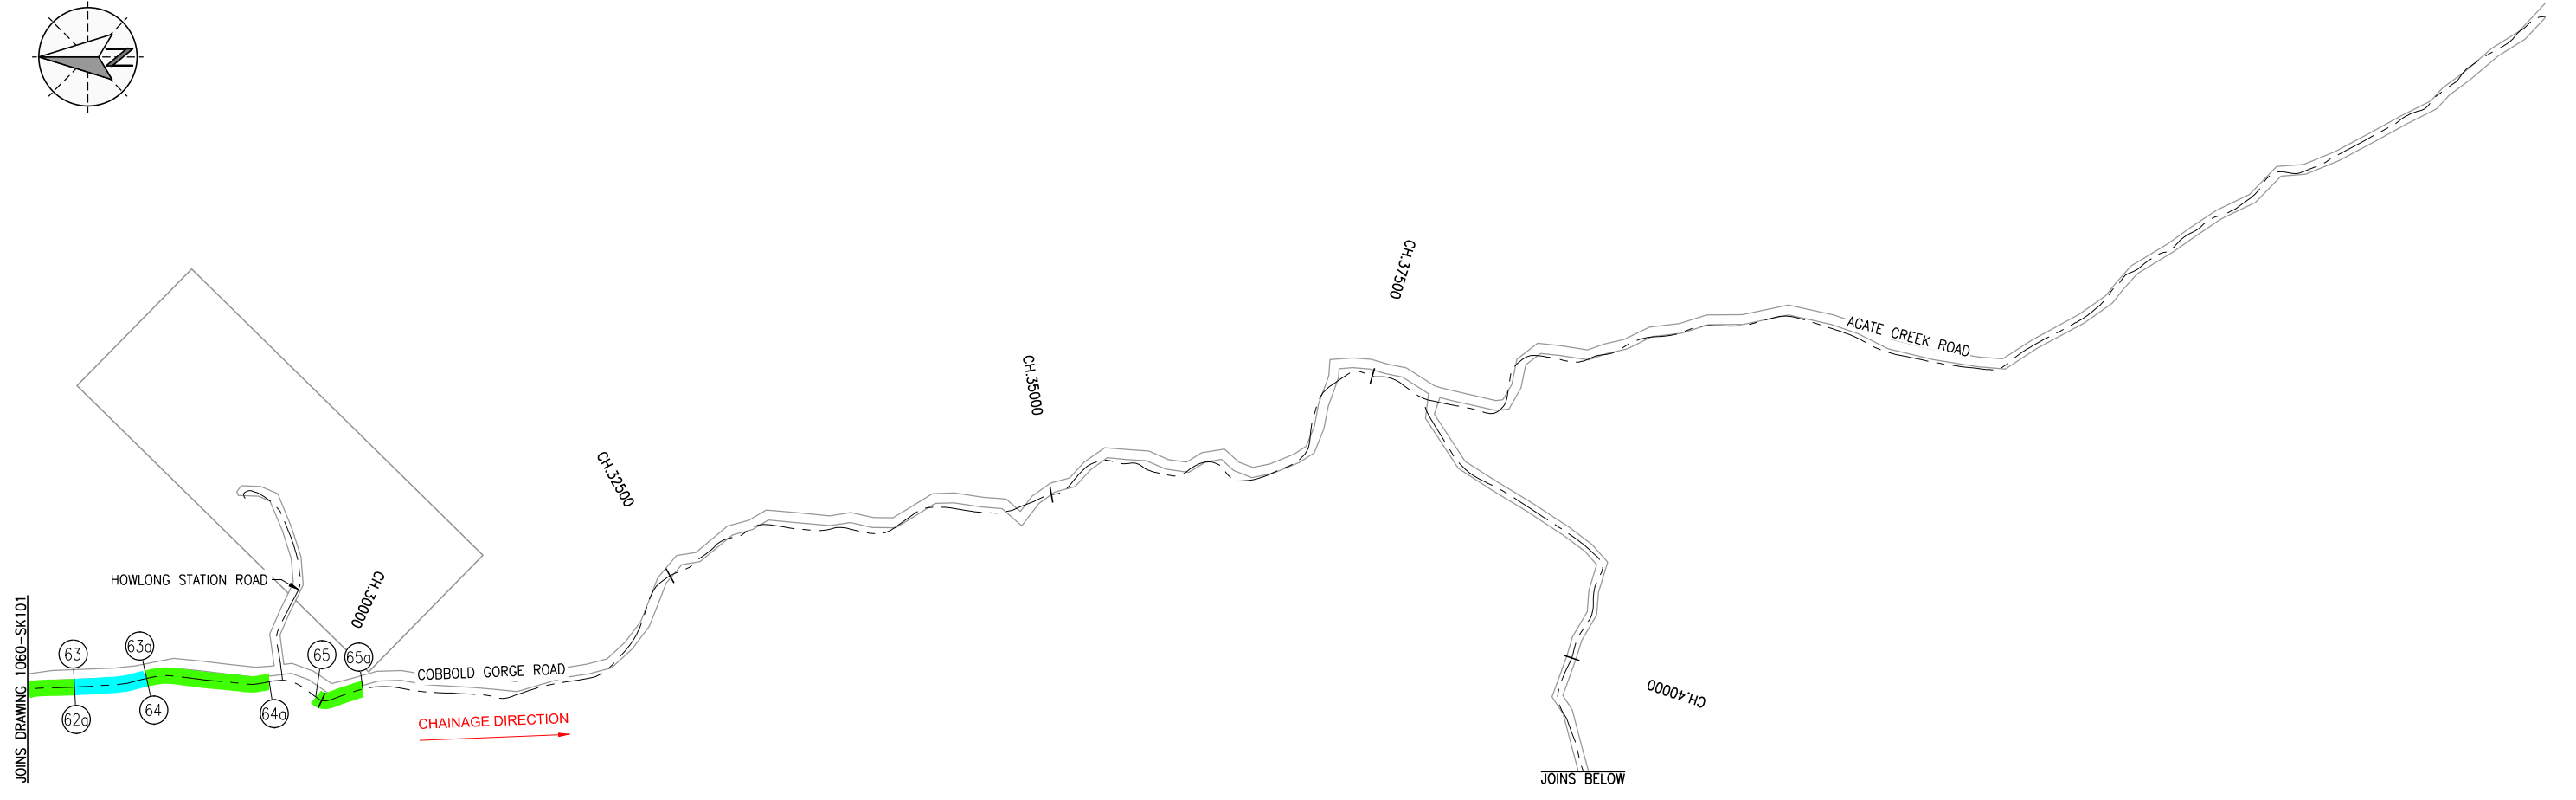 N
CH.37500
AGATE CREEK ROAD
CH.35000
CH.32500
HOWLONG STATION ROAD
CH.30000
JOINS DRAWING 1060-SK101
63
63a
65
65a
COBBOLD GORGE ROAD
62a
64
64a
CHAINAGE DIRECTION
CH.40000
JOINS BELOW